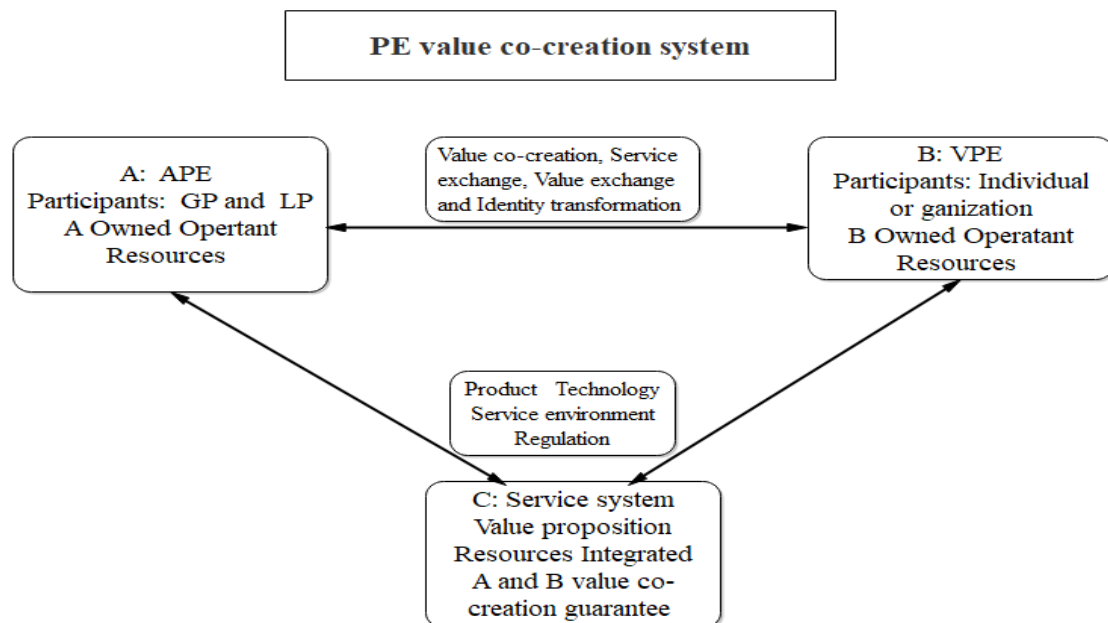 PE value co-creation system
A: APE
Participants: GP and LP
A Owned Opertant
Resources
Value co-creation, Service
exchange, Value exchange
and Identity transformation
B: VPE
Participants: Individual
or ganization
B Owned Operatant
Resources
Product Technology
Service environment
Regulation
C: Service system
Value proposition
Resources Integrated
A and B value co-
creation guarantee